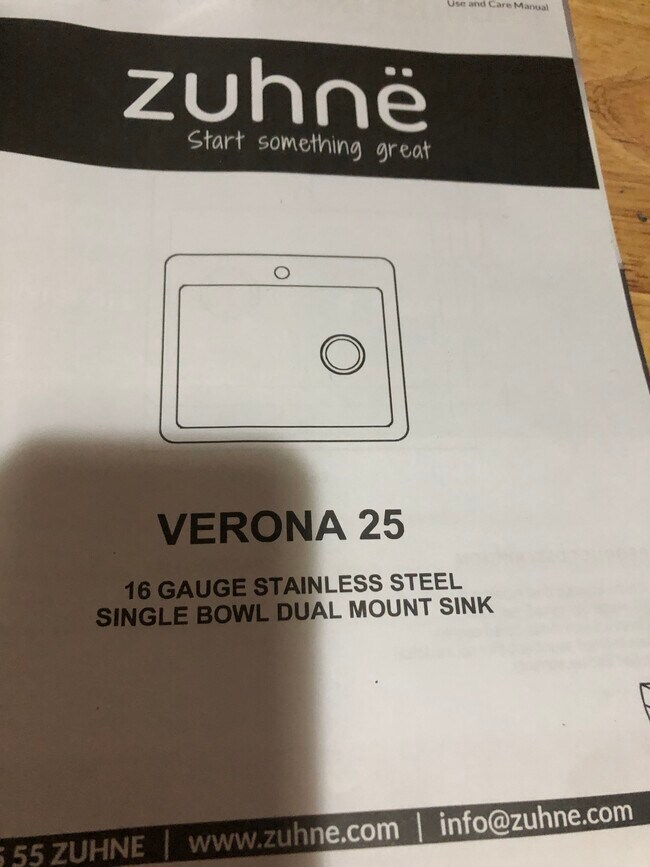 Use and Care Manual
zuhnë
Start something great
VERONA 25
16 GAUGE STAINLESS STEEL
SINGLE BOWL DUAL MOUNT SINK
55 ZUHNE | www.zuhne.com | info@zuhne.com